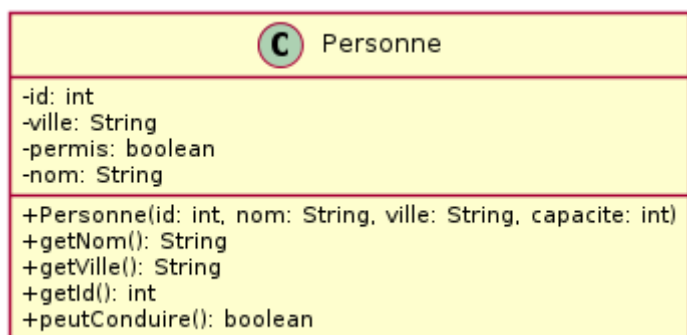 C Personne
-id: int
-ville: String
-permis: boolean
-nom: String
+Personne(id: int, nom: String, ville: String, capacite: int)
+getNom(): String
+getVille(): String
+getId(): int
+peutConduire(): boolean